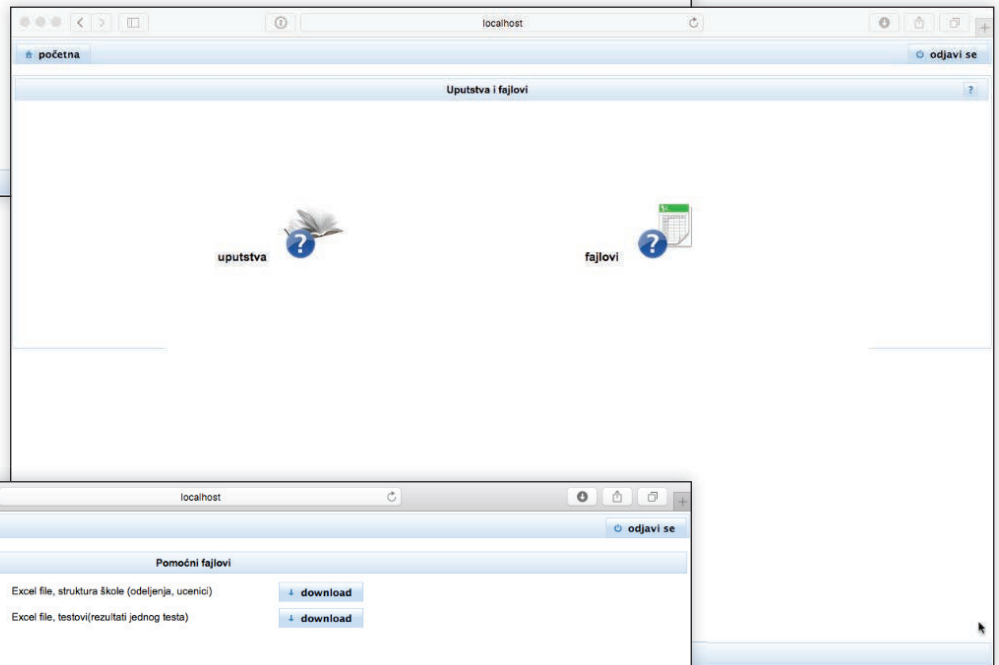 localhost
početna
odjavi se
Uputstva i fajlovi
?
uputstva
?
fajlovi
?
localhost
odjavi se
Pomoćni fajlovi
Excel file, struktura škole (odeljenja, ucenici)
download
Excel file, testovi(rezultati jednog testa)
download